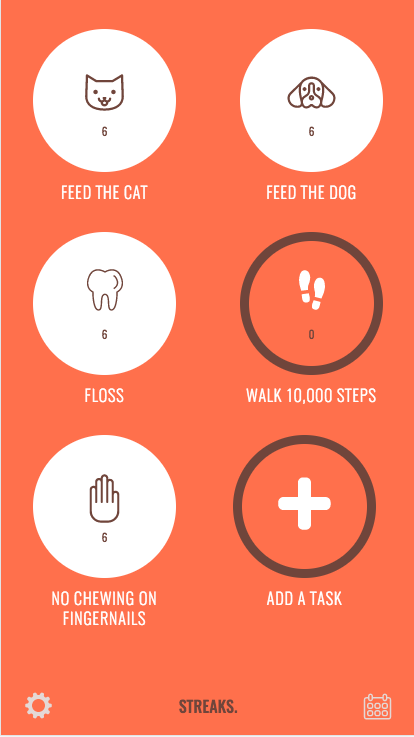 6
6
FEED THE CAT
FEED THE DOG
6
0
FLOSS
WALK 10,000 STEPS
6
NO CHEWING ON
FINGERNAILS
ADD A TASK
STREAKS.